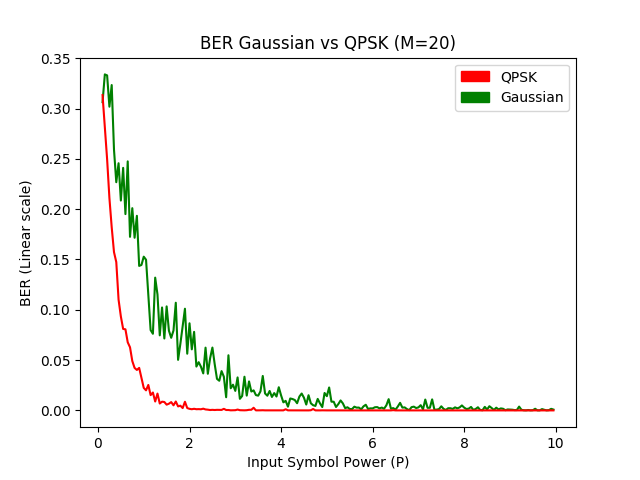 BER Gaussian vs QPSK (M=20)
QPSK
Gaussian
BER (Linear scale)
0.35
0.30
0.25
0.20
0.15
0.10
0.05
0.00
0 2 4 6 8 10
Input Symbol Power (P)